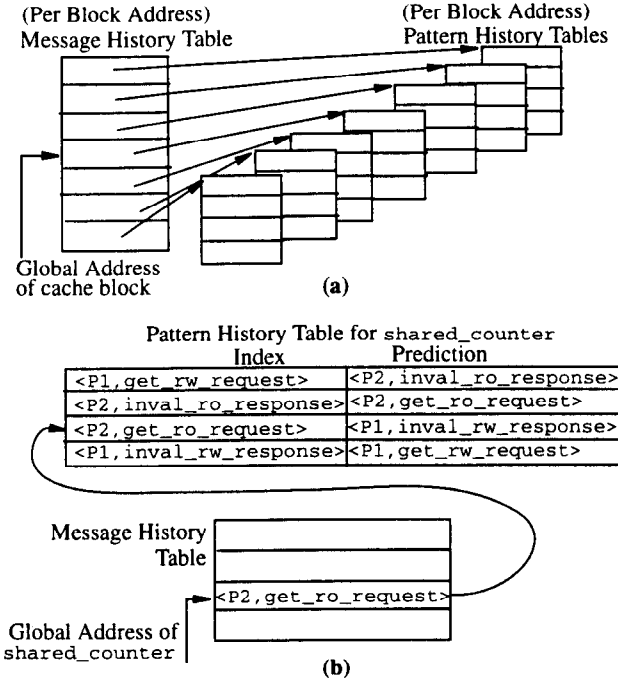 (Per Block Address)
Message History Table
(Per Block Address)
Pattern History Tables
Global Address
of cache block
(a)
Pattern History Table for shared_counter
Index
Prediction
<P1,get_rw_request>
<P2,inval_ro_response>
<P2,inval_ro_response>
<P2,get_ro_request>
<P2,get_ro_request>
<P1,inval_rw_response>
<P1,inval_rw_response>
<P1,get_rw_request>
Message History
Table
<P2,get_ro_request>
Global Address of
shared_counter
(b)